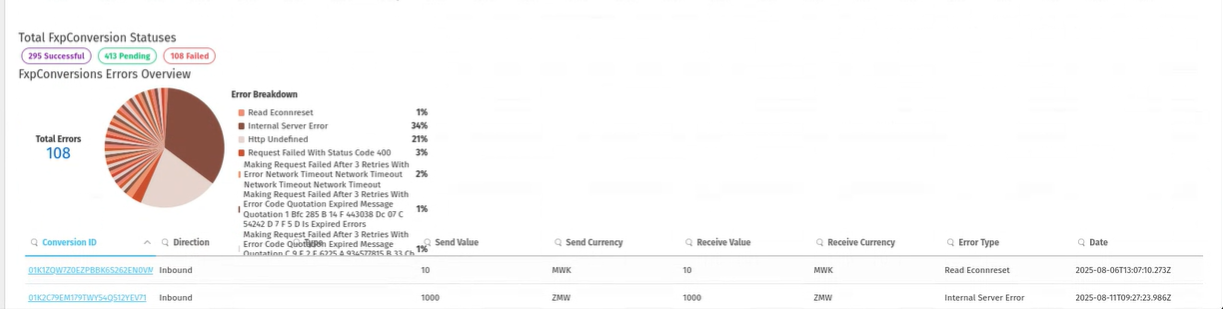 Total FxpConversion Statuses
295 Successful 413 Pending 108 Failed
FxpConversions Errors Overview
Error Breakdown
Read Econnreset 1%
Internal Server Error 34%
Total Errors
108
Http Undefined 21%
Request Failed With Status Code 400 3%
Making Request Failed After 3 Retries With
Error Network Timeout Network Timeout 2%
Network Timeout Network Timeout
Making Request Failed After 3 Retries With
Error Code Quotation Expired Message
Quotation 1 Bfc 285 B 14 F 443038 Dc 07 C 1%
54242 D 7 F 5 D Is Expired Errors
Making Request Failed After 3 Retries With
Error Code Quotation Expired Message 1%
Quotation C 9 E 2 F 6225 A 934577815 B 33 Cb
Conversion ID Direction Type Send Value Send Currency Receive Value Receive Currency Error Type Date
Inbound 10 MWK 10 MWK Read Econnreset 2025-08-06T13:07:10.273Z
01K2C79EM179TWY54QS12YEV71 Inbound 1000 ZMW 1000 ZMW Internal Server Error 2025-08-11T09:27:23.986Z